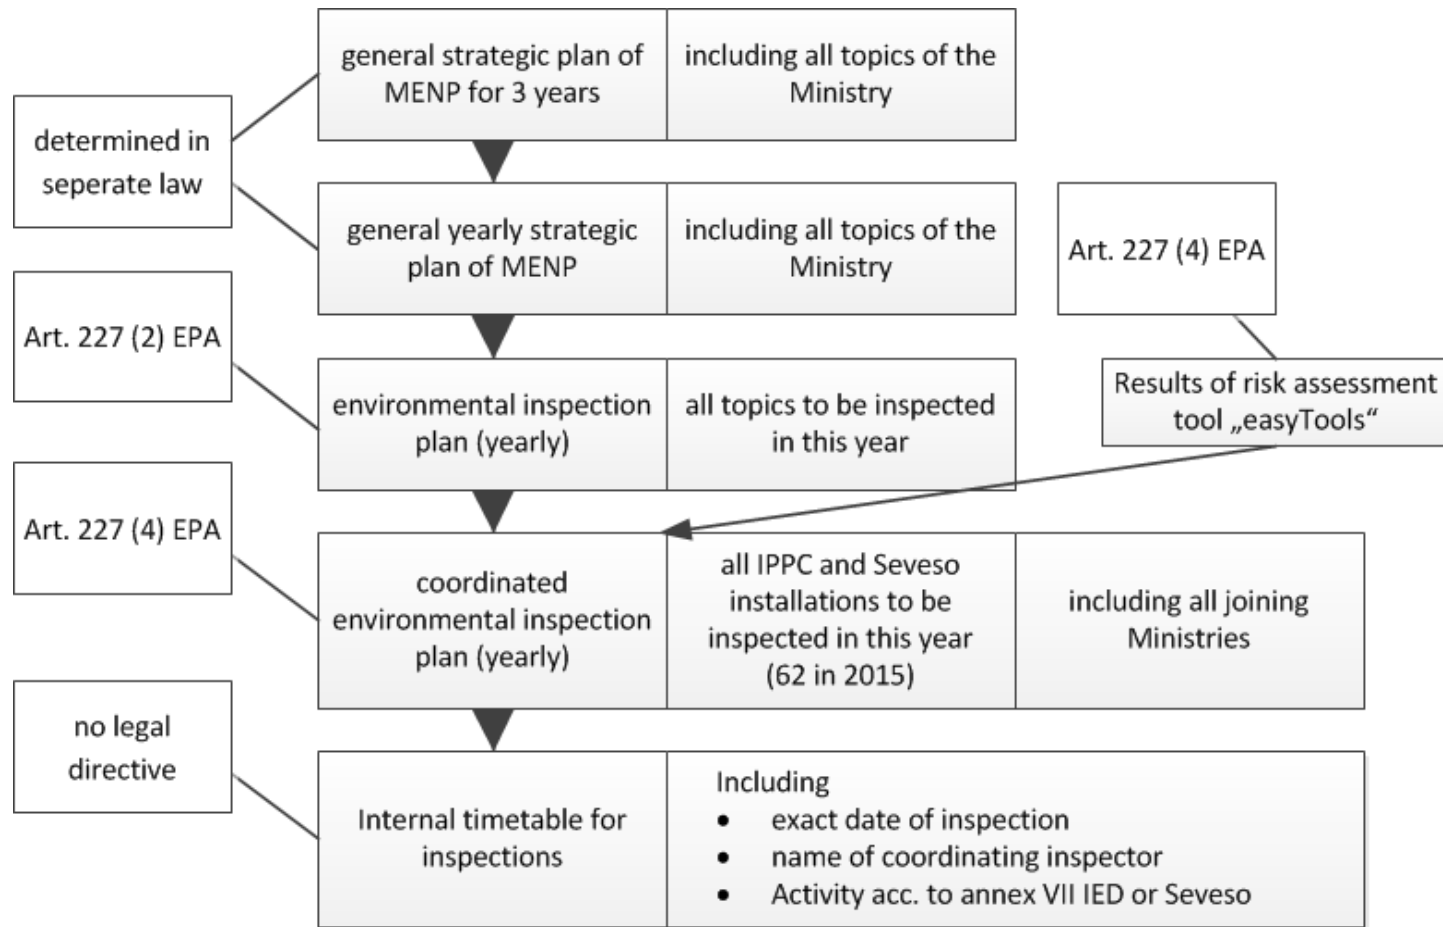 general strategic plan of
MENP for 3 years
including all topics of the
Ministry
determined in
seperate law
general yearly strategic
plan of MENP
including all topics of the
Ministry
Art. 227 (4) EPA
Art. 227 (2) EPA
environmental inspection
plan (yearly)
all topics to be inspected
in this year
Results of risk assessment
tool „easyTools“
Art. 227 (4) EPA
coordinated
environmental inspection
plan (yearly)
all IPPC and Seveso
installations to be
inspected in this year
(62 in 2015)
including all joining
Ministries
no legal
directive
Internal timetable for
inspections
Including
• exact date of inspection
• name of coordinating inspector
• Activity acc. to annex VII IED or Seveso